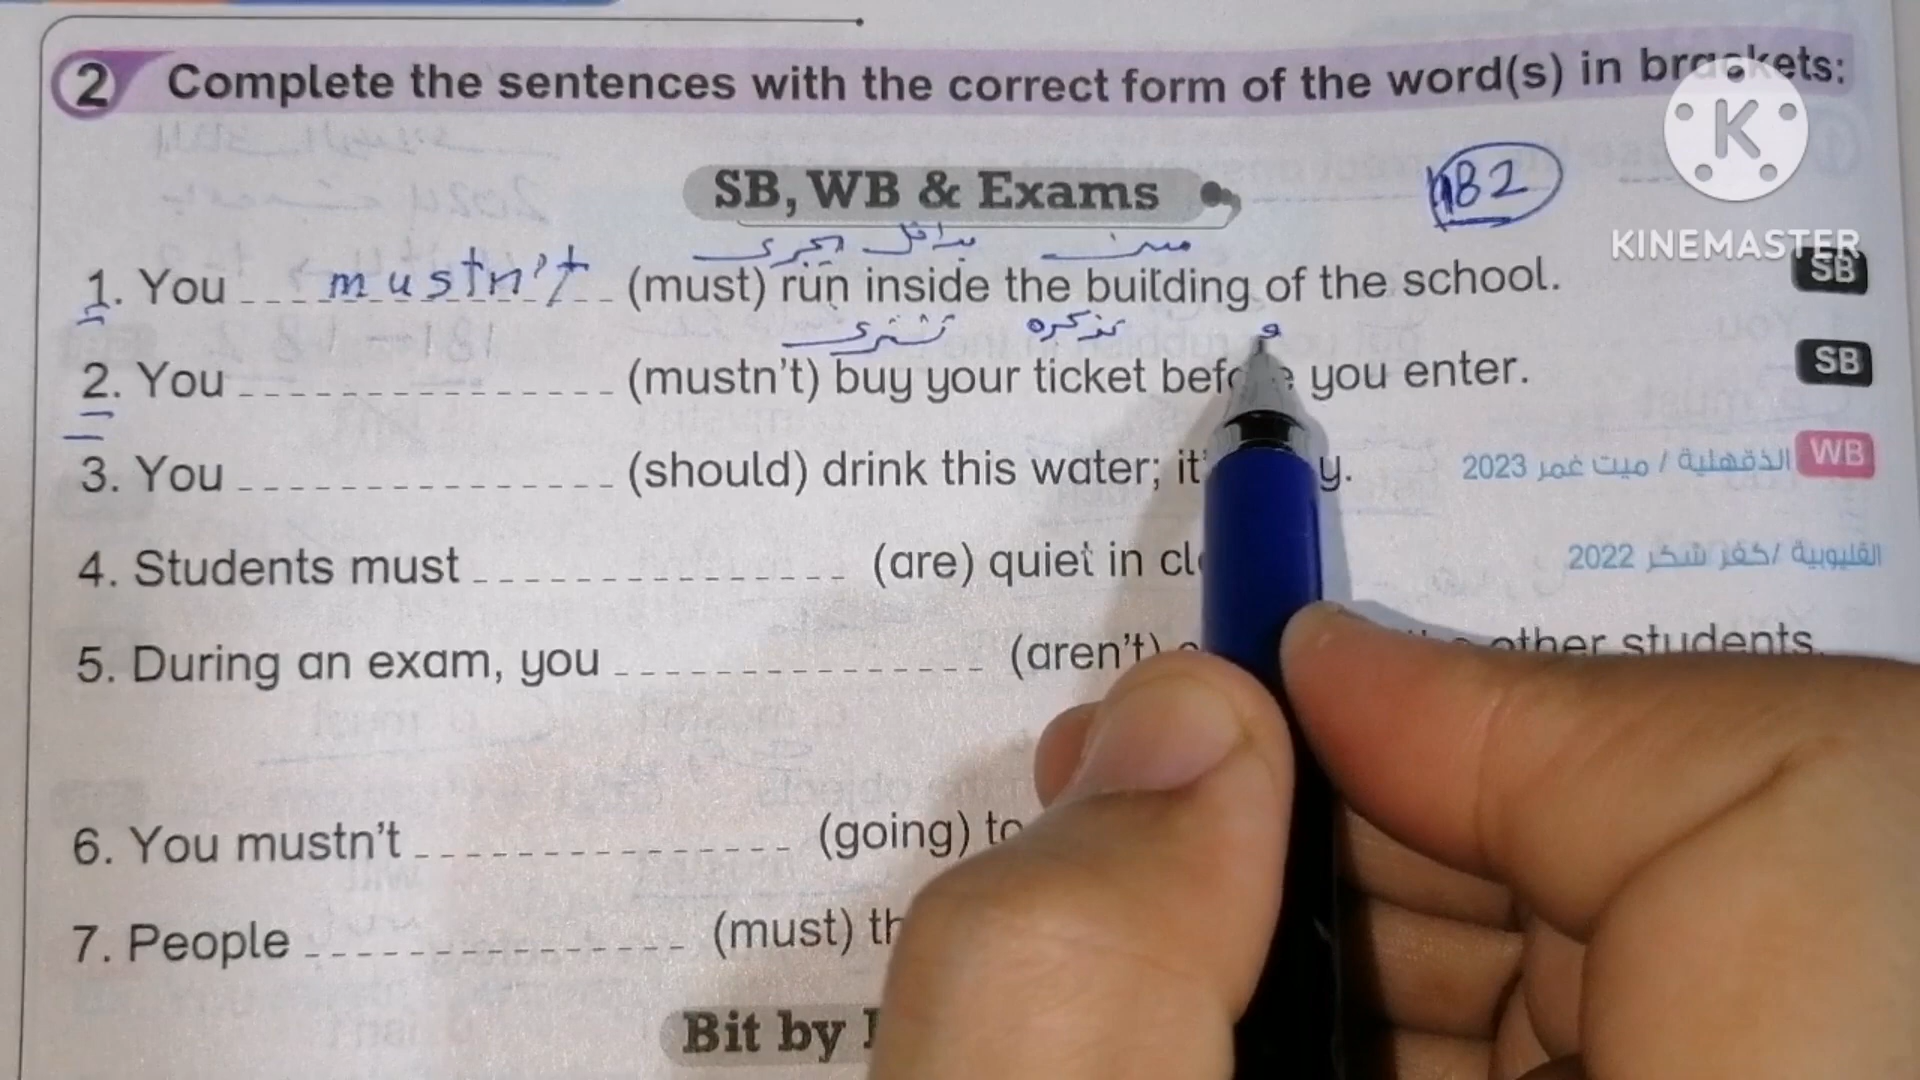 2 Complete the sentences with the correct form of the word(s) in brackets:
SB, WB & Exams
182
KINEMASTER
1. You mustn't (must) run inside the building of the school. SB
تشترى تذكره
2. You (mustn't) buy your ticket before you enter. SB
3. You (should) drink this water; الدقهلية / ميت غمر 2023 WB
4. Students must (are) quiet in القليوبية / كفر شكر 2022
5. During an exam, you (aren't) other students.
6. You mustn't (going) to
7. People (must)
Bit by